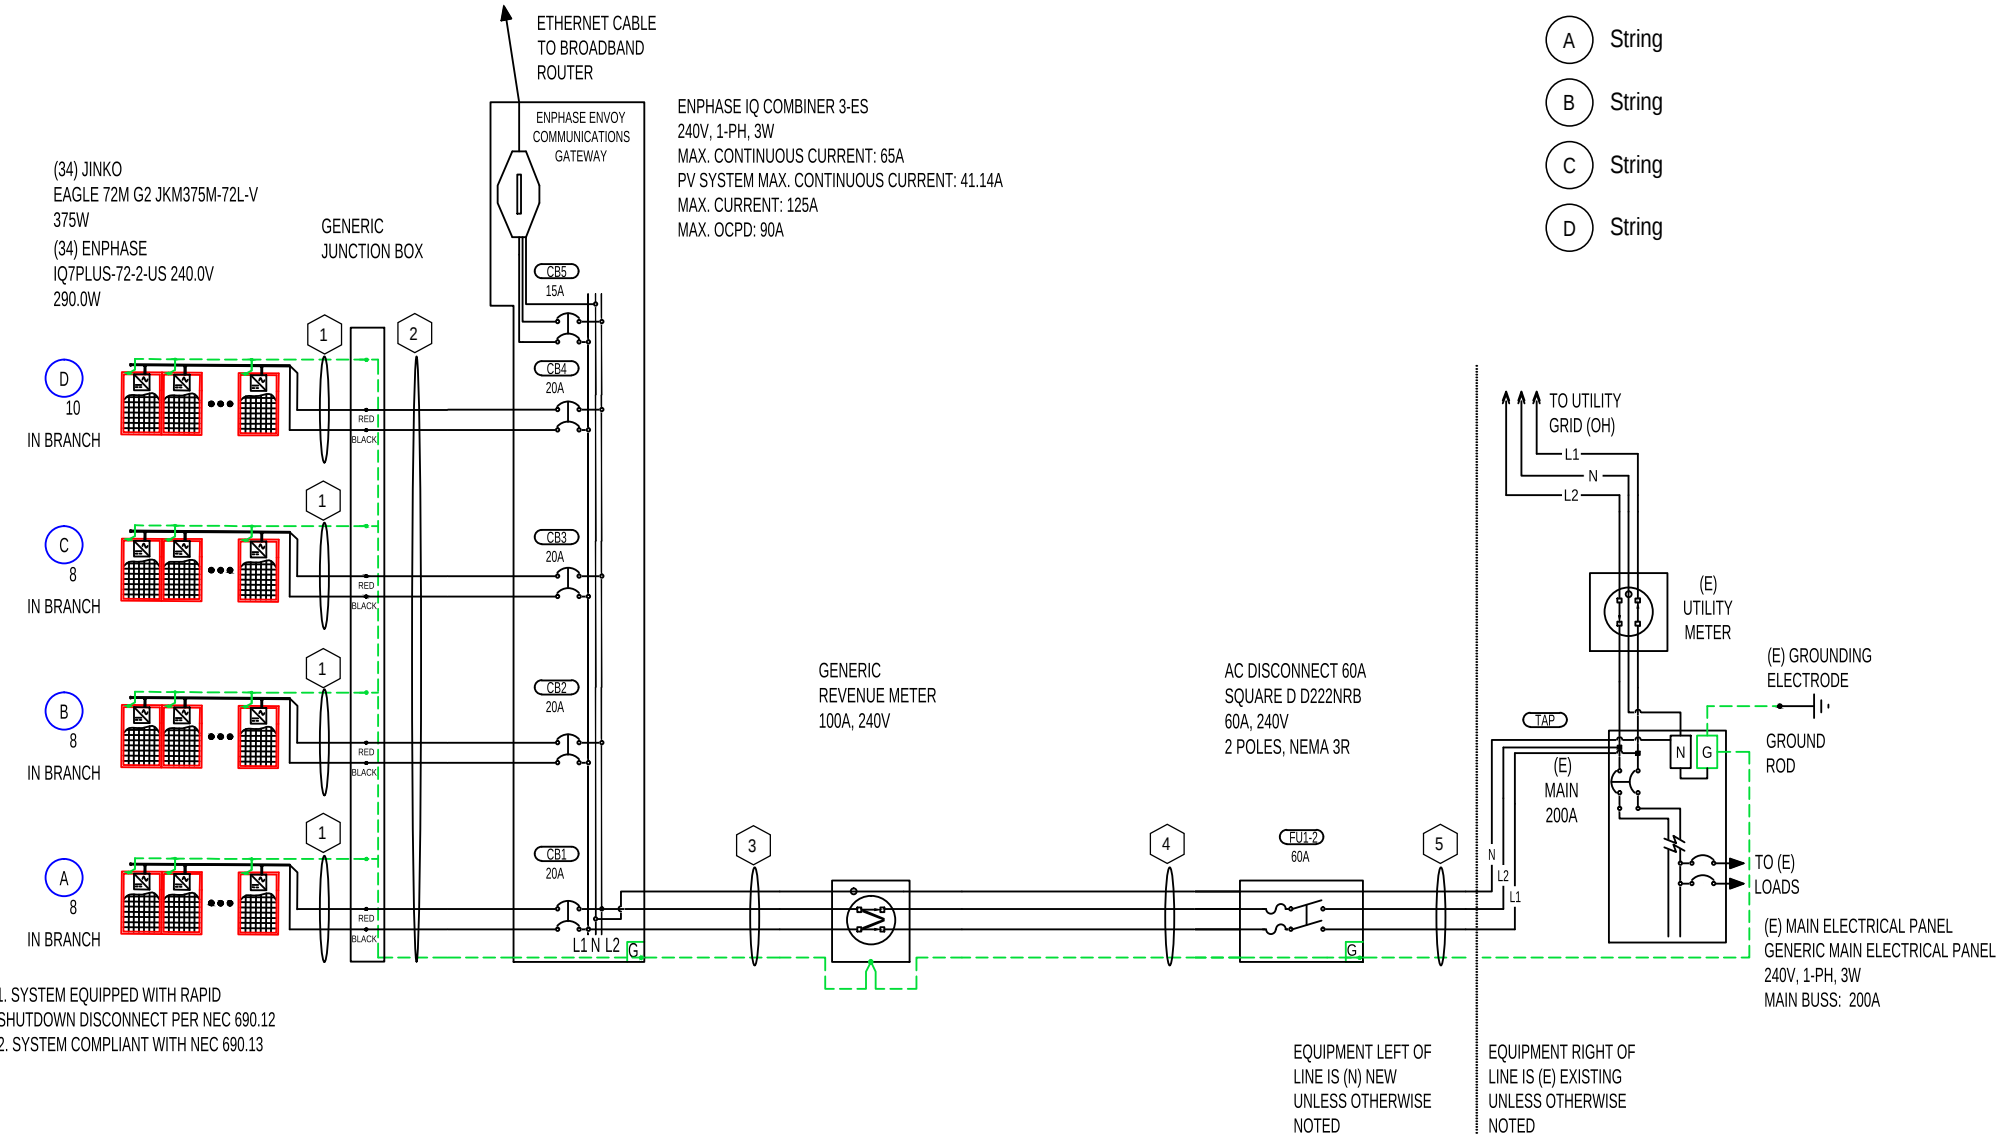 ETHERNET CABLE
TO BROADBAND
ROUTER
A String
B String
C String
D String
ENPHASE ENVOY
COMMUNICATIONS
GATEWAY
ENPHASE IQ COMBINER 3-ES
240V, 1-PH, 3W
MAX. CONTINUOUS CURRENT: 65A
PV SYSTEM MAX. CONTINUOUS CURRENT: 41.14A
MAX. CURRENT: 125A
MAX. OCPD: 90A
(34) JINKO
EAGLE 72M G2 JKM375M-72L-V
375W
(34) ENPHASE
IQ7PLUS-72-2-US 240.0V
290.0W
GENERIC
JUNCTION BOX
CB5
15A
1
2
D
10
IN BRANCH
RED
BLACK
CB4
20A
1
C
8
IN BRANCH
RED
BLACK
CB3
20A
1
B
8
IN BRANCH
RED
BLACK
CB2
20A
1
A
8
IN BRANCH
RED
BLACK
CB1
20A
L1 N L2
G
3
GENERIC
REVENUE METER
100A, 240V
4
AC DISCONNECT 60A
SQUARE D D222NRB
60A, 240V
2 POLES, NEMA 3R
FU1-2
60A
G
5
N
L2
L1
TO UTILITY
GRID (OH)
L1
N
L2
(E)
UTILITY
METER
(E) GROUNDING
ELECTRODE
GROUND
ROD
TAP
(E)
MAIN
200A
N
G
TO (E)
LOADS
(E) MAIN ELECTRICAL PANEL
GENERIC MAIN ELECTRICAL PANEL
240V, 1-PH, 3W
MAIN BUSS: 200A
1. SYSTEM EQUIPPED WITH RAPID
SHUTDOWN DISCONNECT PER NEC 690.12
2. SYSTEM COMPLIANT WITH NEC 690.13
EQUIPMENT LEFT OF
LINE IS (N) NEW
UNLESS OTHERWISE
NOTED
EQUIPMENT RIGHT OF
LINE IS (E) EXISTING
UNLESS OTHERWISE
NOTED